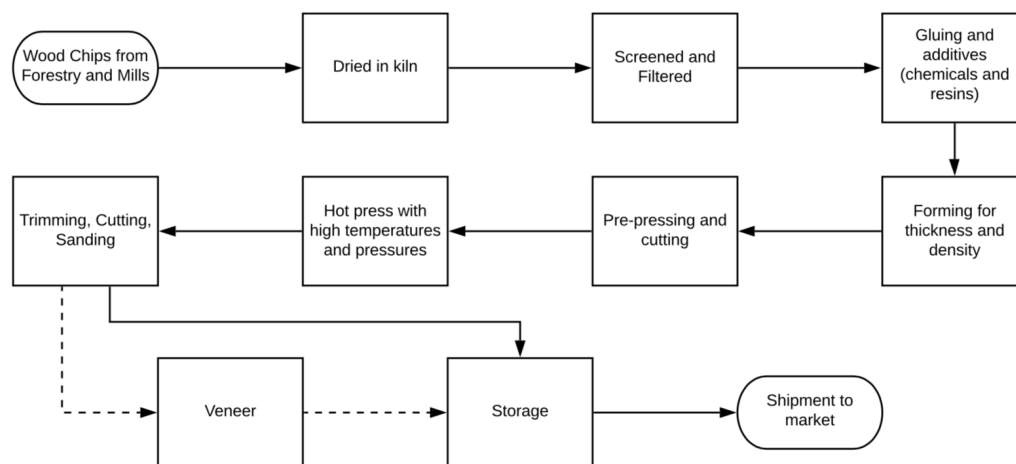 Wood Chips from
Forestry and Mills
Dried in kiln
Screened and
Filtered
Gluing and
additives
(chemicals and
resins)
Trimming, Cutting,
Sanding
Hot press with
high temperatures
and pressures
Pre-pressing and
cutting
Forming for
thickness and
density
Veneer
Storage
Shipment to
market